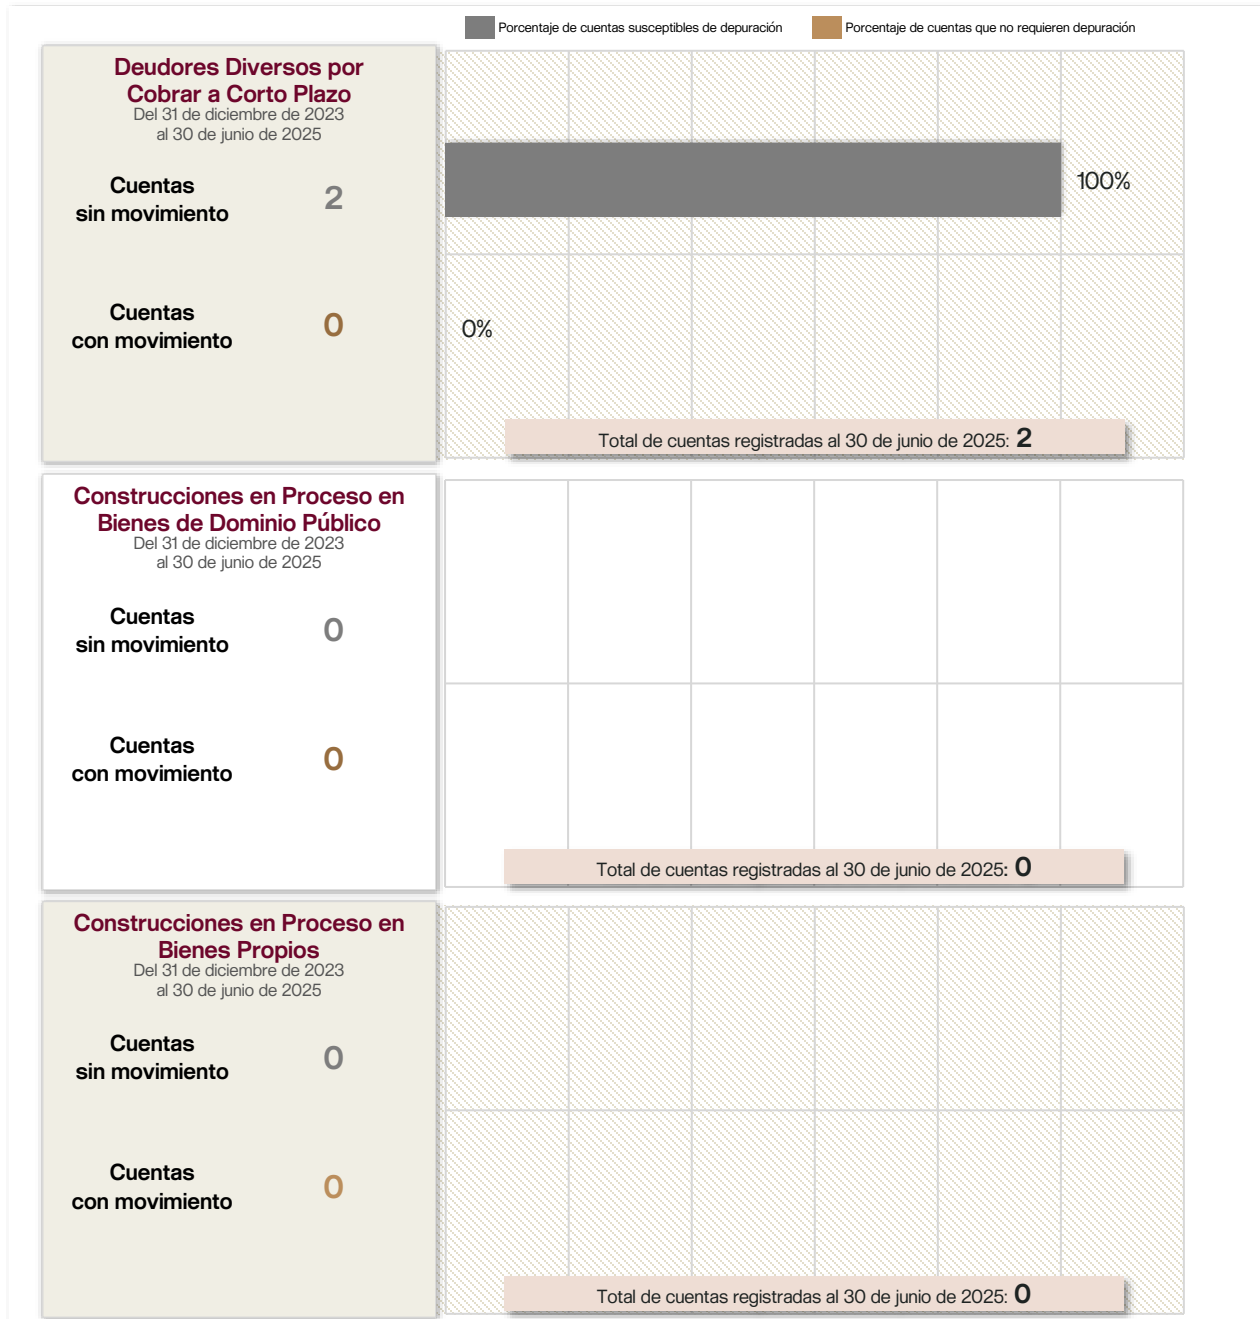 Porcentaje de cuentas susceptibles de depuración
Porcentaje de cuentas que no requieren depuración
Deudores Diversos por
Cobrar a Corto Plazo
Del 31 de diciembre de 2023
al 30 de junio de 2025
Cuentas
sin movimiento
2
100%
Cuentas
con movimiento
0
0%
Total de cuentas registradas al 30 de junio de 2025: 2
Construcciones en Proceso en
Bienes de Dominio Público
Del 31 de diciembre de 2023
al 30 de junio de 2025
Cuentas
sin movimiento
0
Cuentas
con movimiento
0
Total de cuentas registradas al 30 de junio de 2025: 0
Construcciones en Proceso en
Bienes Propios
Del 31 de diciembre de 2023
al 30 de junio de 2025
Cuentas
sin movimiento
0
Cuentas
con movimiento
0
Total de cuentas registradas al 30 de junio de 2025: 0